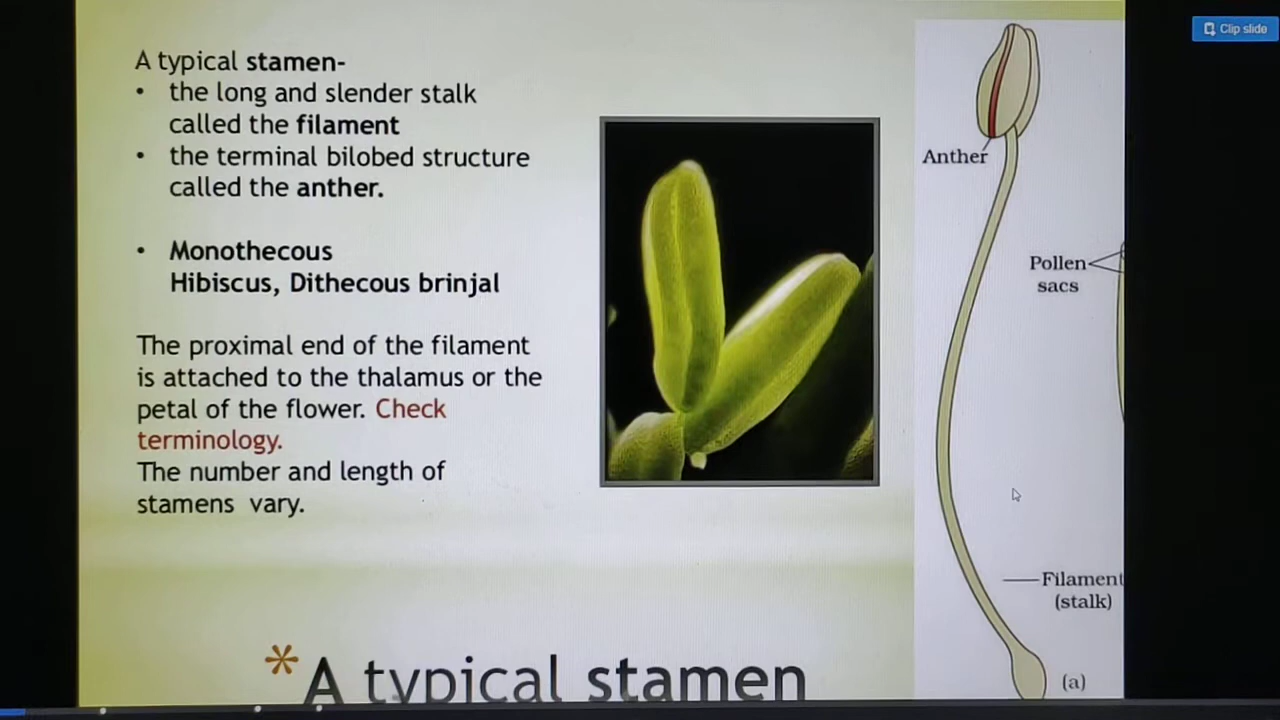 Clip slide
A typical stamen-
• the long and slender stalk
called the filament
• the terminal bilobed structure
called the anther.
• Monothecous
Hibiscus, Dithecous brinjal
The proximal end of the filament
is attached to the thalamus or the
petal of the flower. Check
terminology.
The number and length of
stamens vary.
Anther
Pollen
sacs
Filament
(stalk)
(a)
*A typical stamen